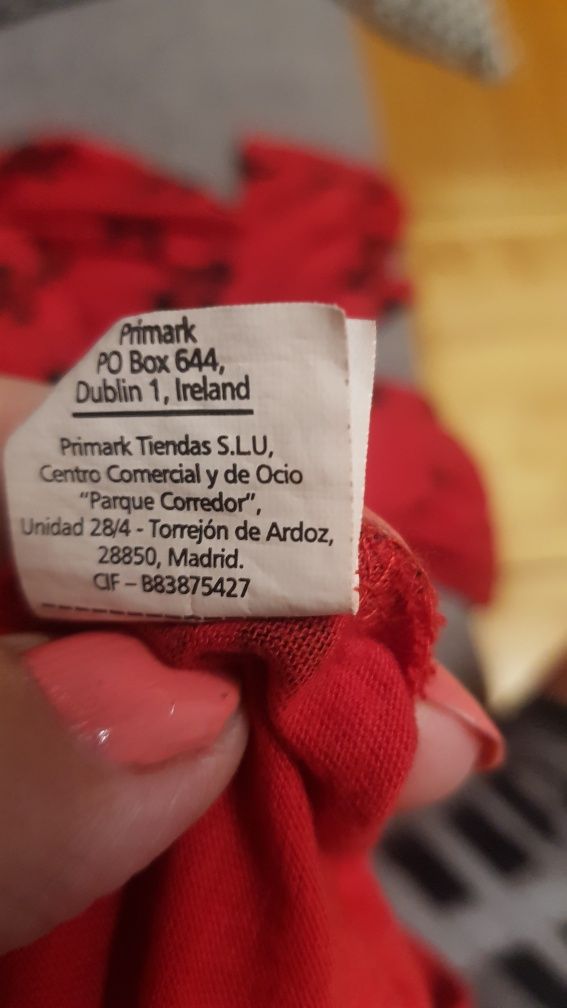 Primark
PO Box 644,
Dublin 1, Ireland
Primark Tiendas S.L.U,
Centro Comercial y de Ocio
“Parque Corredor”,
Unidad 28/4 - Torrejón de Ardoz,
28850, Madrid.
CIF – B83875427